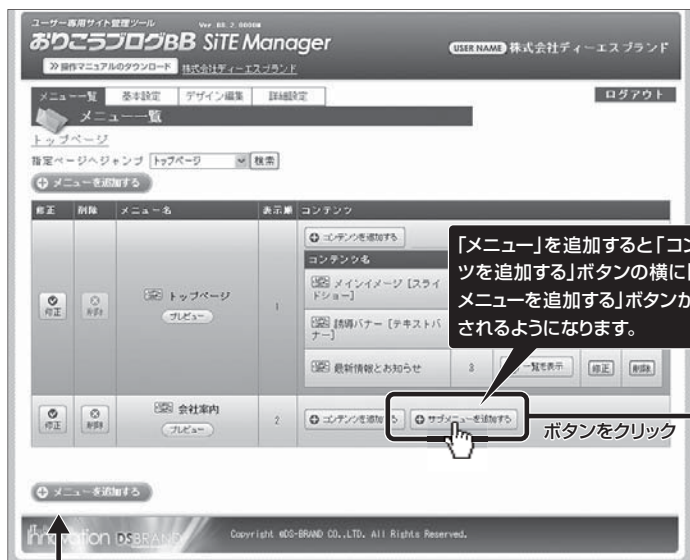 ユーザー専用サイト管理ツール Ver.
おりこうブログBB SiTE Manager
USER NAME 株式会社ディーエスブランド
操作マニュアルのダウンロード 株式会社ディーエスブランド
メニュー一覧 基本設定 デザイン編集 詳細設定 ログアウト
メニュー一覧
トップページ
指定ページへジャンプ トップページ 検索
メニューを追加する
修正 削除 メニュー名 表示順 コンテンツ
コンテンツを追加する
コンテンツ名
「メニュー」を追加すると「コン
ツを追加する」ボタンの横に「
メニューを追加する」ボタンが
されるようになります。
修正 削除 トップページ プレビュー 1
メインイメージ [スライ
ドショー]
誘導バナー [テキストバ
ナー]
最新情報とお知らせ 3 一覧を表示 修正 削除
修正 削除 会社案内 プレビュー 2 コンテンツを追加す る サブメニューを追加する
ボタンをクリック
メニューを追加する
DSBRAND
Copyright ©DS-BRAND CO.,LTD. All Rights Reserved.